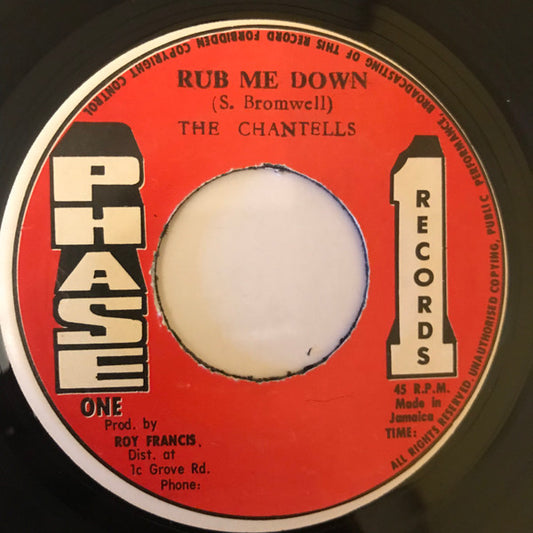 RUB ME DOWN
(S. Bromwell)
THE CHANTELLS
PHASE
ONE
1
RECORDS
Prod. by
ROY FRANCIS.
Dist. at
1c Grove Rd.
Phone:
45 R.P.M.
Made in
Jamaica
TIME:
ALL RIGHTS RESERVED, UNAUTHORISED COPYING, PUBLIC PERFORMANCE, BROADCASTING OF THIS RECORD FORBIDDEN COPYRIGHT CONTROL